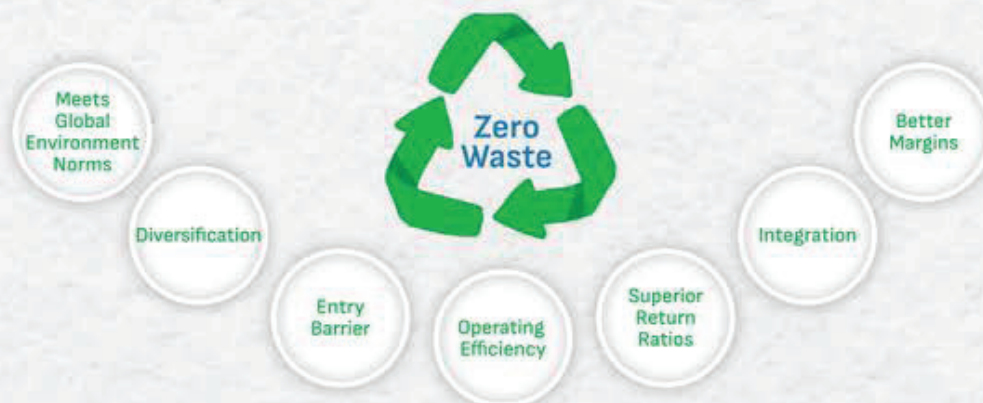 Zero
Waste
Meets
Global
Environment
Norms
Diversification
Entry
Barrier
Operating
Efficiency
Superior
Return
Ratios
Integration
Better
Margins